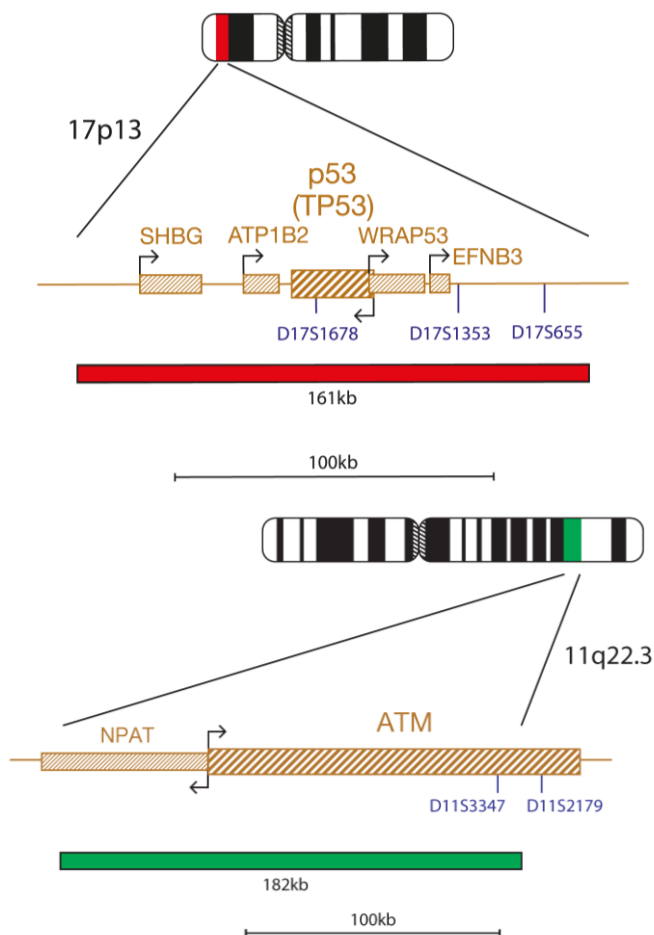 17p13
p53
(TP53)
SHBG
ATP1B2
WRAP53
EFNB3
D17S1678
D17S1353
D17S655
161kb
100kb
11q22.3
NPAT
ATM
D11S3347
D11S2179
182kb
100kb